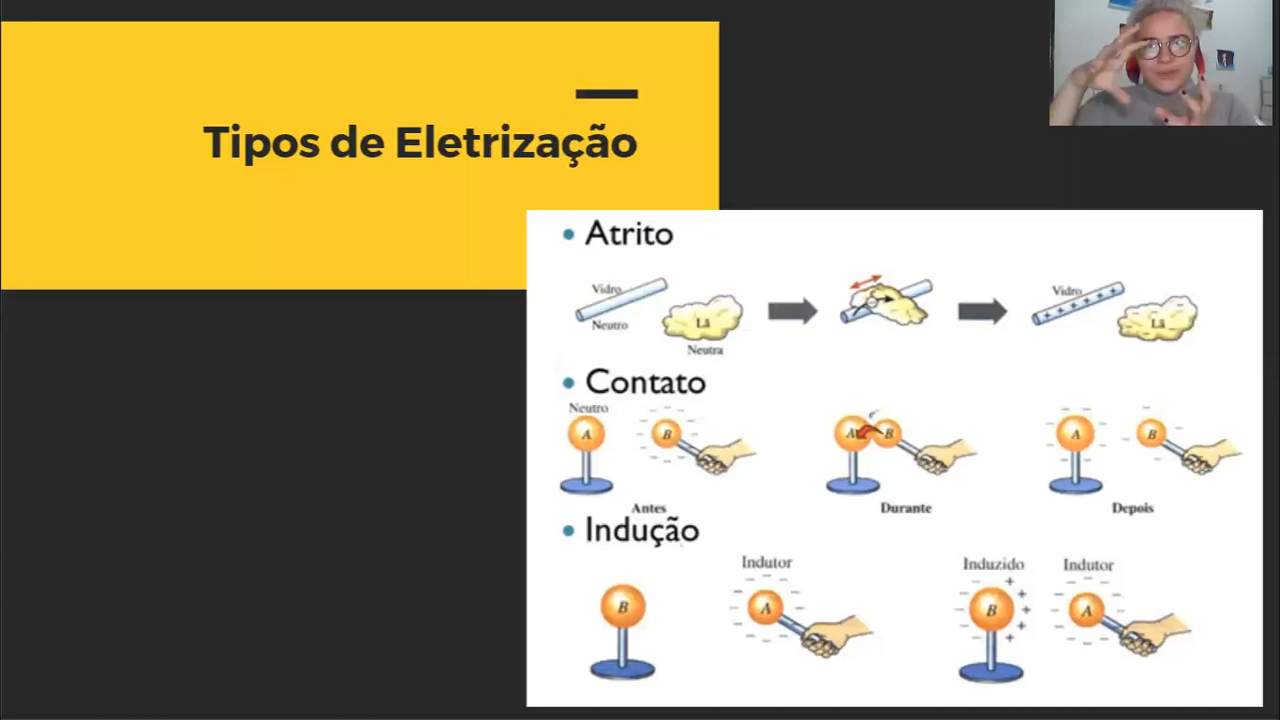 Tipos de Eletrização
• Atrito
Vidro
Neutro
Lã
Neutra
Vidro
Lã
• Contato
Neutro
A
B
Antes
A
B
e⁻
Durante
A
B
Depois
• Indução
B
Indutor
A
Induzido
B
Indutor
A